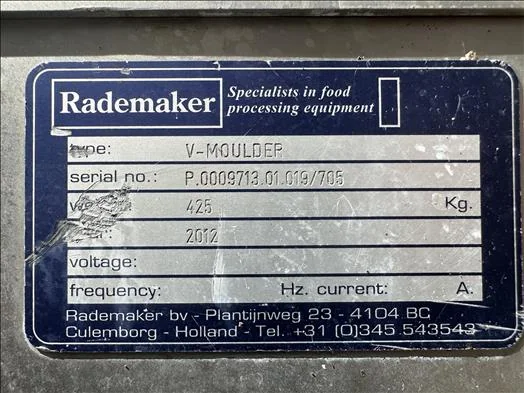 Rademaker
Specialists in food
processing equipment
type: V-MOULDER
serial no.: P.0009713.01.019/705
425 Kg.
2012
voltage:
frequency: Hz. current: A.
Rademaker bv - Plantijnweg 23 - 4104 BC
Culemborg - Holland - Tel. +31 (0)345 543543